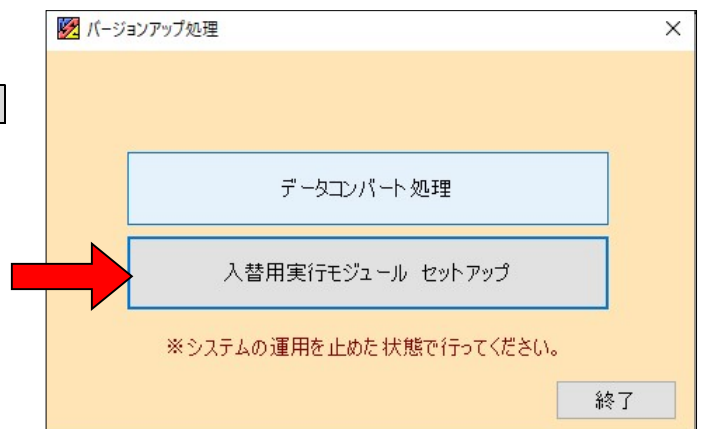 バージョンアップ処理
データコンバート処理
入替用実行モジュール セットアップ
※システムの運用を止めた状態で行ってください。
終了